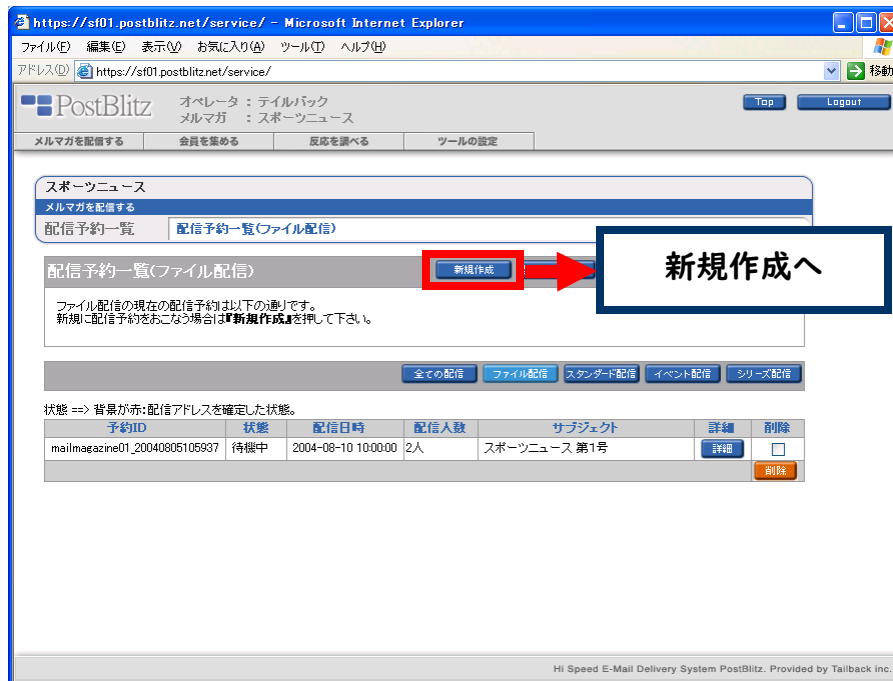 https://sf01.postblitz.net/service/ - Microsoft Internet Explorer
ファイル(F) 編集(E) 表示(V) お気に入り(A) ツール(T) ヘルプ(H)
アドレス(D) https://sf01.postblitz.net/service/ 移動
PostBlitz オペレータ : テイルバック Top Logout
メルマガ : スポーツニュース
メルマガを配信する 会員を集める 反応を調べる ツールの設定
スポーツニュース
メルマガを配信する
配信予約一覧 配信予約一覧(ファイル配信)
配信予約一覧(ファイル配信) 新規作成 新規作成へ
ファイル配信の現在の配信予約は以下の通りです。
新規に配信予約をおこなう場合は『新規作成』を押して下さい。
全ての配信 ファイル配信 スタンダード配信 イベント配信 シリーズ配信
状態 ==> 背景が赤:配信アドレスを確定した状態。
予約ID 状態 配信日時 配信人数 サブジェクト 詳細 削除
mailmagazine01_20040805105937 待機中 2004-08-10 10:00:00 2人 スポーツニュース 第1号 詳細
削除
Hi Speed E-Mail Delivery System PostBlitz. Provided by Tailback inc.